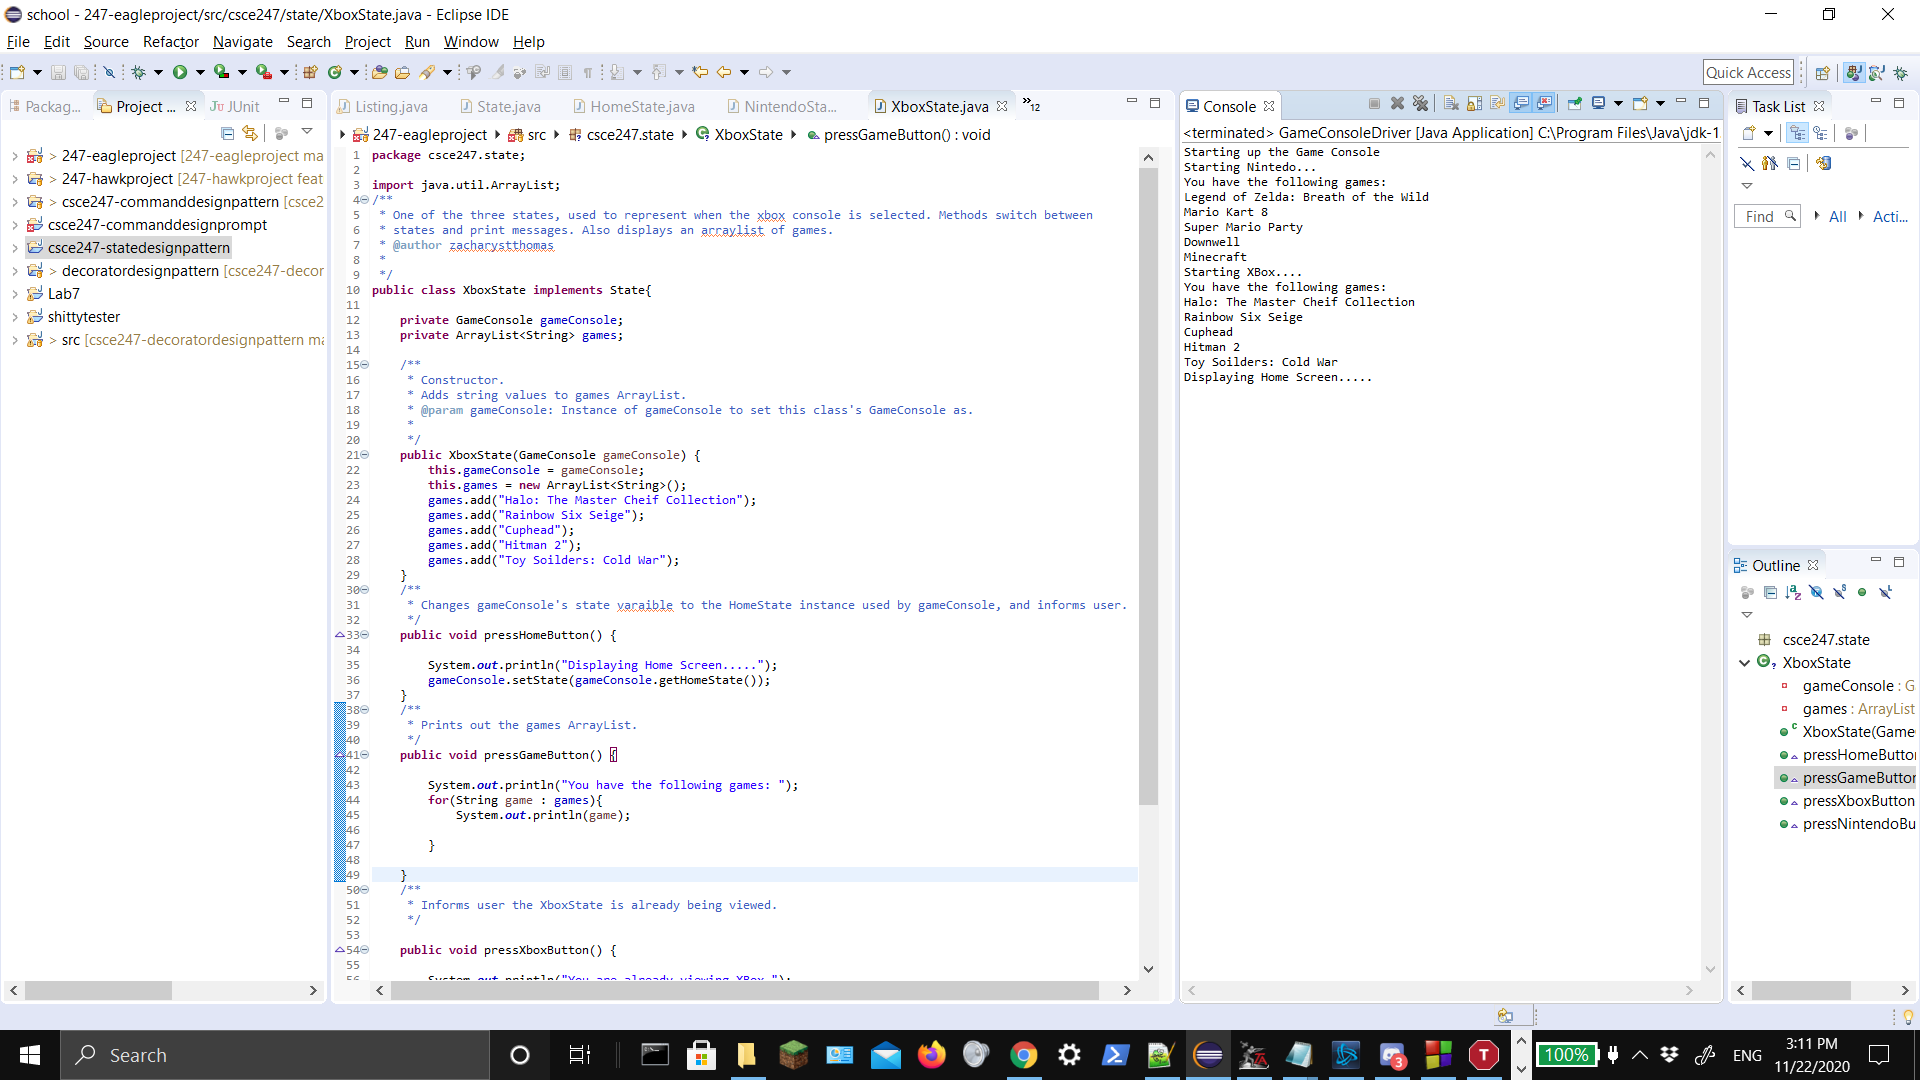 school - 247-eagleproject/src/csce247/state/XboxState.java - Eclipse IDE
File Edit Source Refactor Navigate Search Project Run Window Help
Quick Access
Packag... Project ... JUnit
247-eagleproject [247-eagleproject ma
> 247-hawkproject [247-hawkproject feat
> csce247-commanddesignpattern [csce2
csce247-commanddesignprompt
csce247-statedesignpattern
> decoratordesignpattern [csce247-decor
Lab7
shittytester
> src [csce247-decoratordesignpattern ma
Listing.java State.java HomeState.java NintendoSta... XboxState.java »12
247-eagleproject src csce247.state XboxState pressGameButton() : void
1 package csce247.state;
2
3 import java.util.ArrayList;
4 /**
5 * One of the three states, used to represent when the xbox console is selected. Methods switch between
6 * states and print messages. Also displays an arraylist of games.
7 * @author zacharystthomas
8 *
9 */
10 public class XboxState implements State{
11
12 private GameConsole gameConsole;
13 private ArrayList<String> games;
14
15 /**
16 * Constructor.
17 * Adds string values to games ArrayList.
18 * @param gameConsole: Instance of gameConsole to set this class's GameConsole as.
19 *
20 */
21 public XboxState(GameConsole gameConsole) {
22 this.gameConsole = gameConsole;
23 this.games = new ArrayList<String>();
24 games.add("Halo: The Master Cheif Collection");
25 games.add("Rainbow Six Seige");
26 games.add("Cuphead");
27 games.add("Hitman 2");
28 games.add("Toy Soilders: Cold War");
29 }
30 /**
31 * Changes gameConsole's state varaible to the HomeState instance used by gameConsole, and informs user.
32 */
33 public void pressHomeButton() {
34
35 System.out.println("Displaying Home Screen.....");
36 gameConsole.setState(gameConsole.getHomeState());
37 }
38 /**
39 * Prints out the games ArrayList.
40 */
41 public void pressGameButton() {
42
43 System.out.println("You have the following games: ");
44 for(String game : games){
45 System.out.println(game);
46
47 }
48
49 }
50 /**
51 * Informs user the XboxState is already being viewed.
52 */
53
54 public void pressXboxButton() {
55
56 System.out.println("You are already viewing XBox.");
Console
<terminated> GameConsoleDriver [Java Application] C:\Program Files\Java\jdk-1
Starting up the Game Console
Starting Nintedo...
You have the following games:
Legend of Zelda: Breath of the Wild
Mario Kart 8
Super Mario Party
Downwell
Minecraft
Starting XBox....
You have the following games:
Halo: The Master Cheif Collection
Rainbow Six Seige
Cuphead
Hitman 2
Toy Soilders: Cold War
Displaying Home Screen.....
Task List
Find All Acti...
Outline
csce247.state
XboxState
gameConsole : G
games : ArrayList
XboxState(Game
pressHomeButto
pressGameButtor
pressXboxButton
pressNintendoBu
Search
100% ENG 3:11 PM
11/22/2020